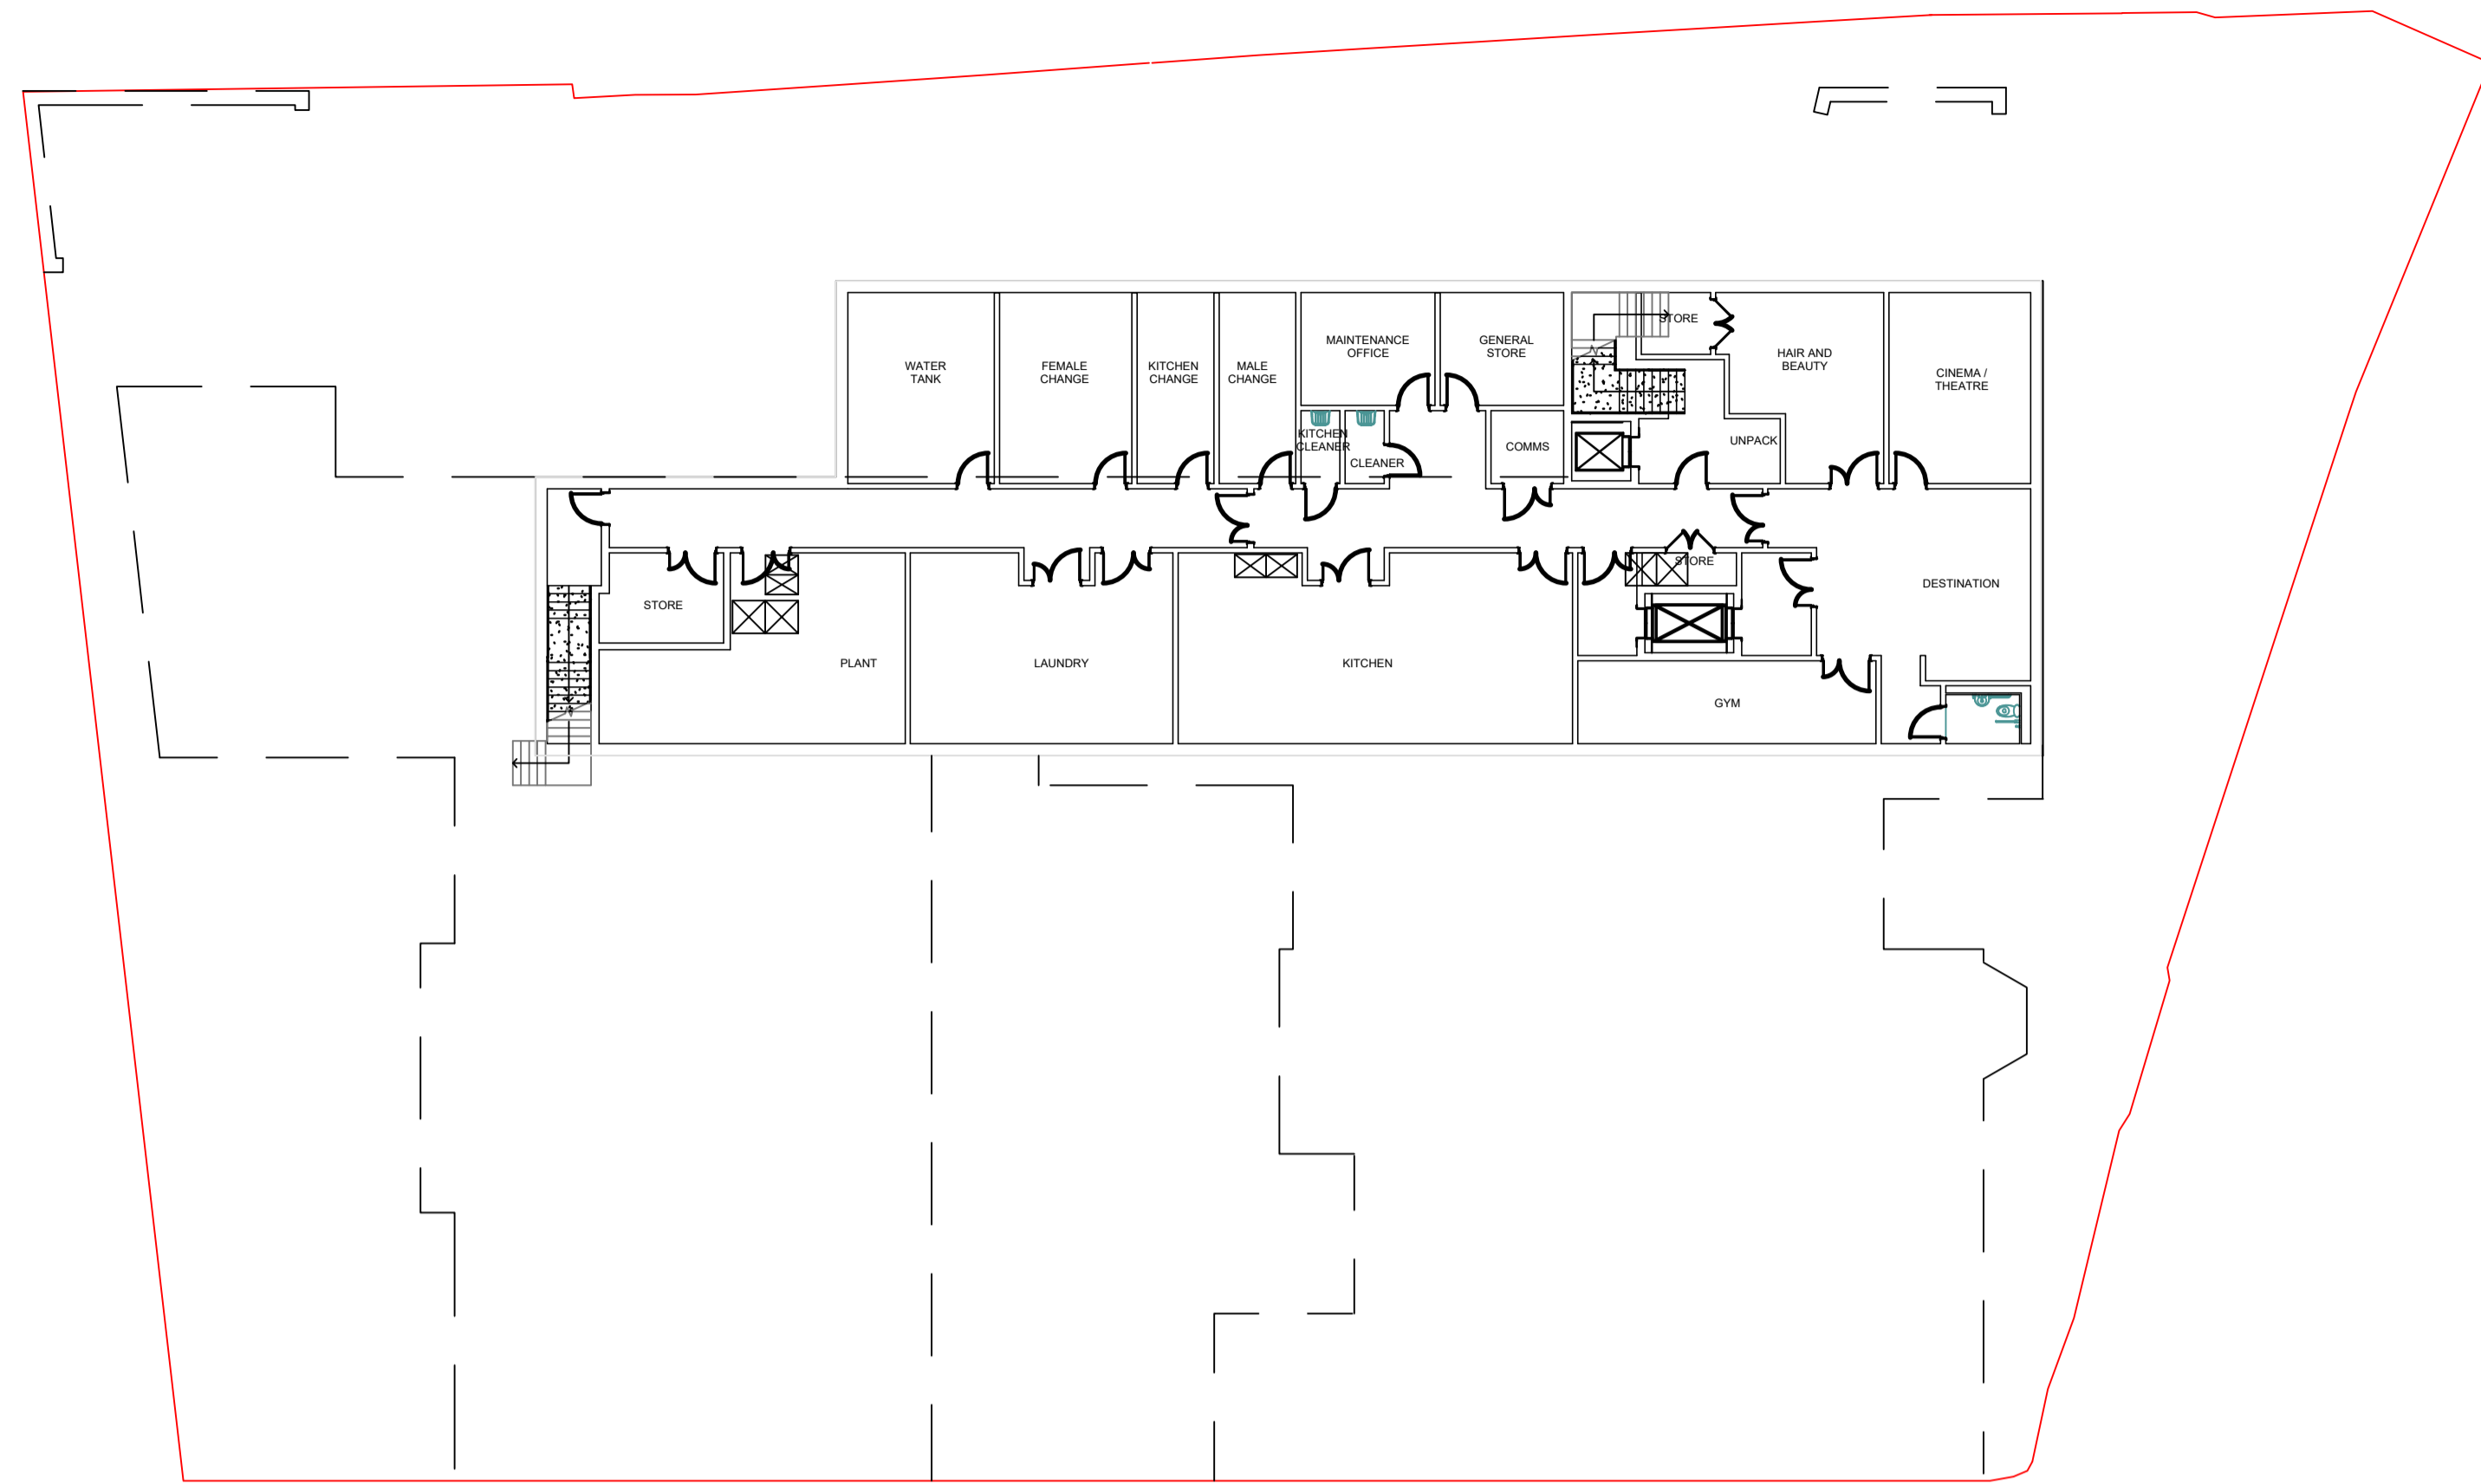 STORE
MAINTENANCE
OFFICE
GENERAL
STORE
HAIR AND
BEAUTY
WATER
TANK
FEMALE
CHANGE
KITCHEN
CHANGE
MALE
CHANGE
CINEMA /
THEATRE
KITCHEN
CLEANER
CLEANER
COMMS
UNPACK
STORE
DESTINATION
STORE
PLANT
LAUNDRY
KITCHEN
GYM